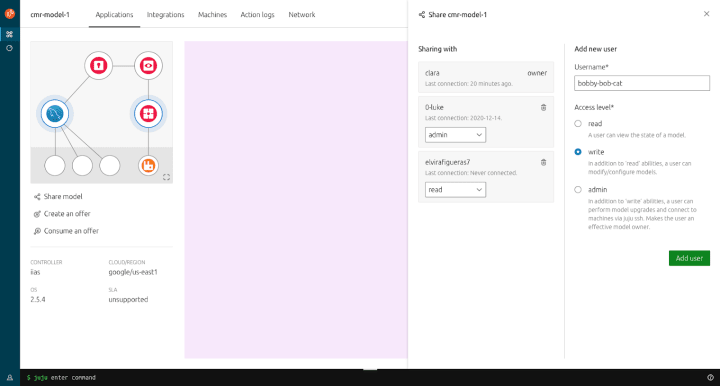 cmr-model-1
Applications
Integrations
Machines
Action logs
Network
Share model
Create an offer
Consume an offer
CONTROLLER
CLOUD/REGION
iias
google/us-east1
OS
SLA
2.5.4
unsupported
Share cmr-model-1
Sharing with
clara
owner
Last connection: 20 minutes ago.
0-luke
Last connection: 2020-12-14.
admin
elvirafigueras7
Last connection: Never connected.
read
Add new user
Username*
bobby-bob-cat
Access level*
read
A user can view the state of a model.
write
In addition to 'read' abilities, a user can
modify/configure models.
admin
In addition to 'write' abilities, a user can
perform model upgrades and connect to
machines via juju ssh. Makes the user an
effective model owner.
Add user
$ juju enter command